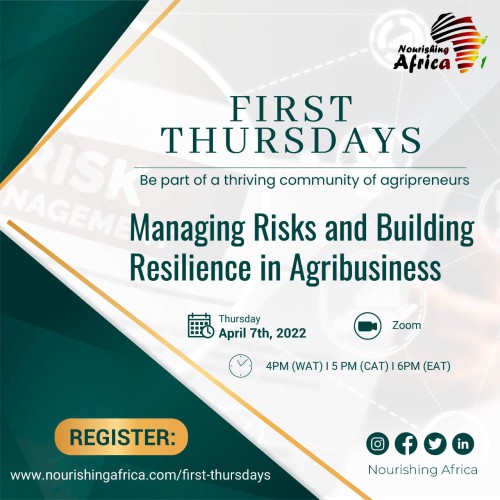 Nourishing
Africa
FIRST
THURSDAYS
Be part of a thriving community of agripreneurs
RISK
NAGEMENT
Managing Risks and Building
Resilience in Agribusiness
Thursday
April 7th, 2022
Zoom
4PM (WAT) I 5 PM (CAT) I 6PM (EAT)
REGISTER:
www.nourishingafrica.com/first-thursdays
Nourishing Africa